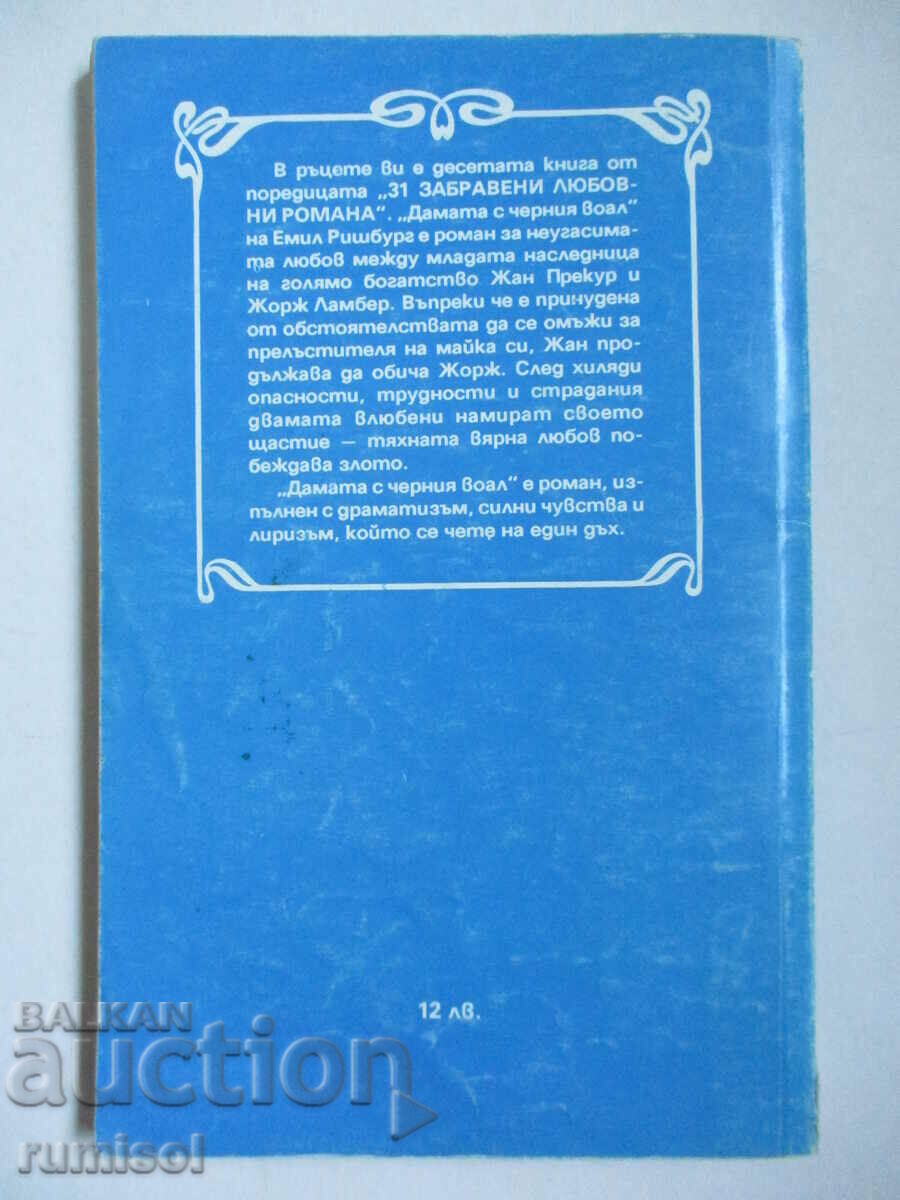 В ръцете ви е десетата книга от
поредицата „31 ЗАБРАВЕНИ ЛЮБОВ-
НИ РОМАНА“. „Дамата с черния воал“
на Емил Ришбург е роман за неугасима-
та любов между младата наследница
на голямо богатство Жан Прекур и
Жорж Ламбер. Въпреки че е принудена
от обстоятелствата да се омъжи за
прелъстителя на майка си, Жан про-
дължава да обича Жорж. След хиляди
опасности, трудности и страдания
двамата влюбени намират своето
щастие – тяхната вярна любов по-
беждава злото.
„Дамата с черния воал“ е роман, из-
пълнен с драматизъм, силни чувства и
лиризъм, който се чете на един дъх.
12 лв.
BALKAN
auction
rumisol